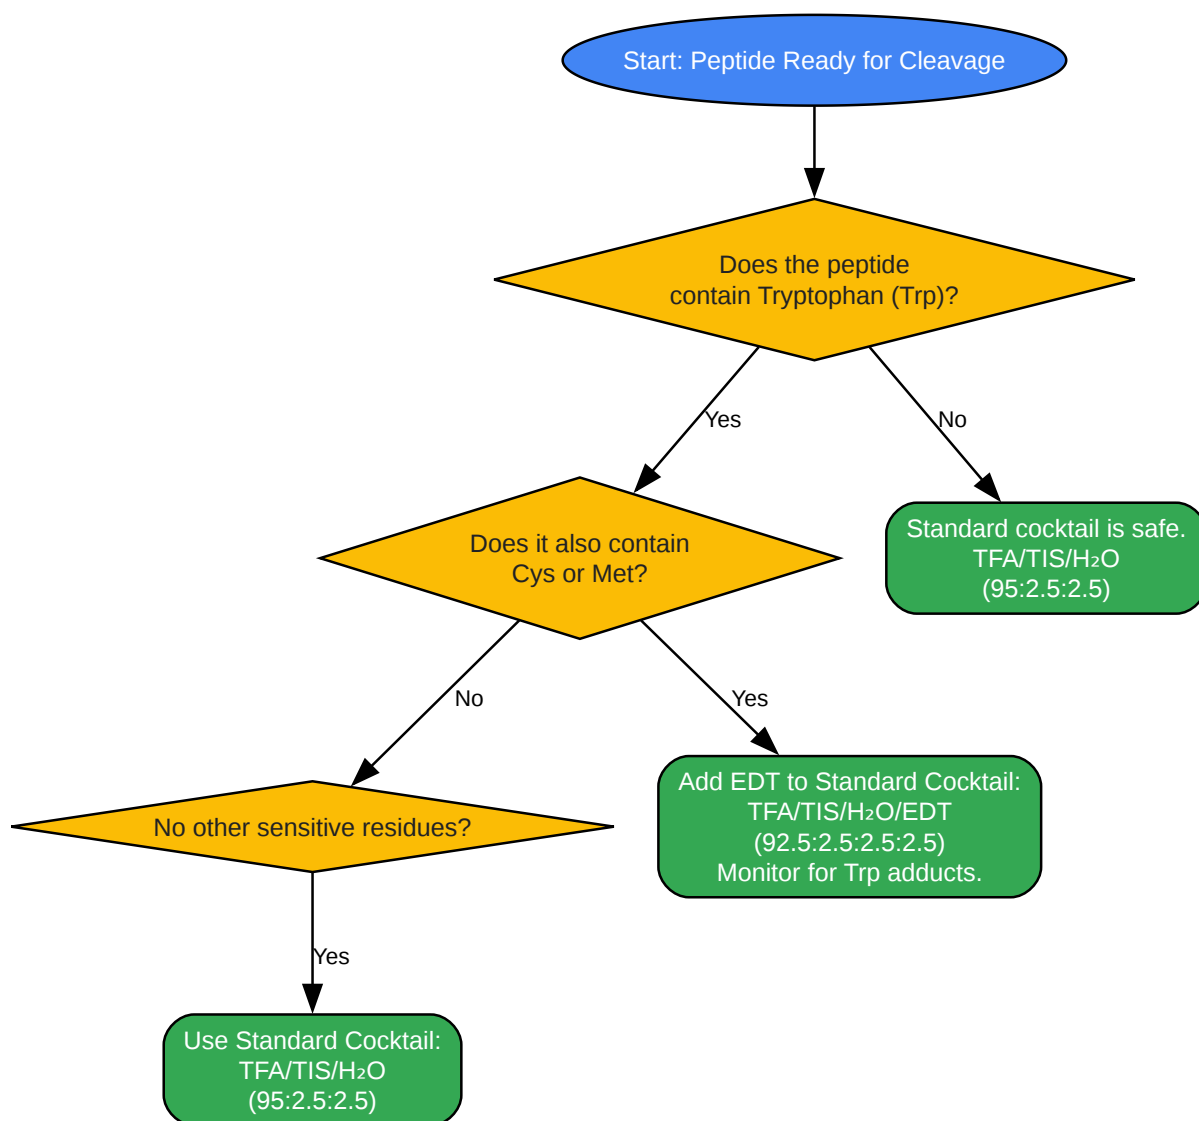 Start: Peptide Ready for Cleavage
Does the peptide
contain Tryptophan (Trp)?
Yes
No
Does it also contain
Cys or Met?
Standard cocktail is safe.
TFA/TIS/H₂O
(95:2.5:2.5)
No
Yes
No other sensitive residues?
Add EDT to Standard Cocktail:
TFA/TIS/H₂O/EDT
(92.5:2.5:2.5:2.5)
Monitor for Trp adducts.
Yes
Use Standard Cocktail:
TFA/TIS/H₂O
(95:2.5:2.5)